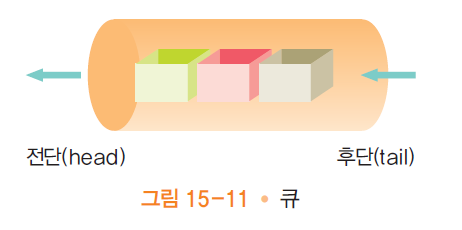 전단(head) 후단(tail)
그림 15-11 • 큐